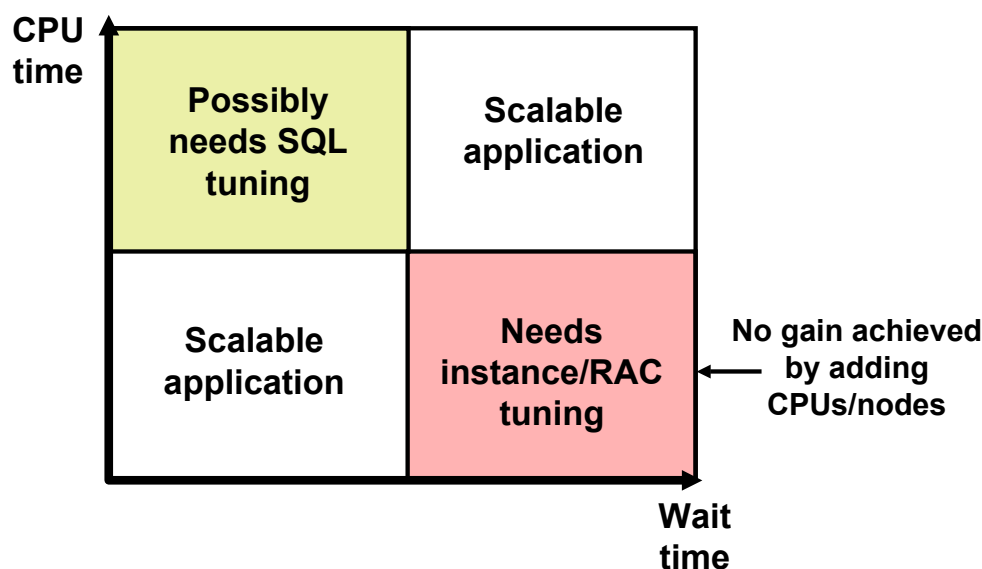 CPU
time
Possibly
needs SQL
tuning
Scalable
application
Scalable
application
Needs
instance/RAC
tuning
No gain achieved
by adding
CPUs/nodes
Wait
time